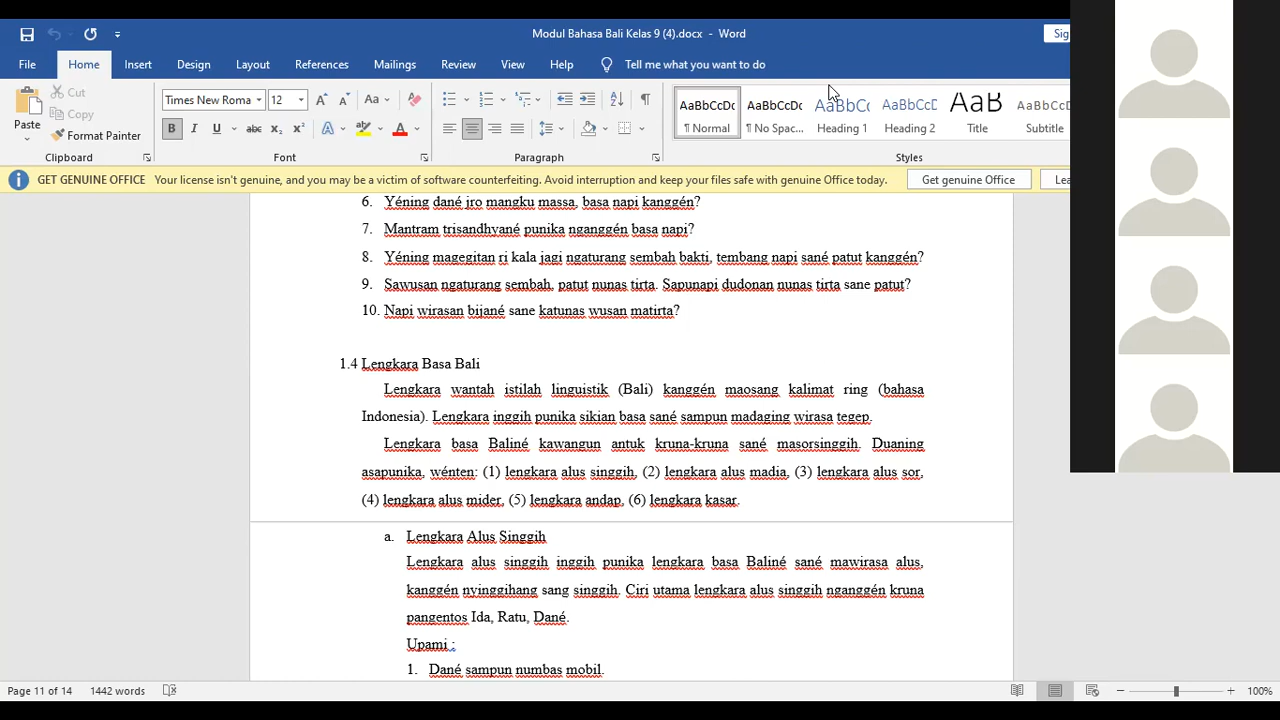 Modul Bahasa Bali Kelas 9 (4).docx - Word
Sig
File Home Insert Design Layout References Mailings Review View Help Tell me what you want to do
Paste
Cut
Copy
Format Painter
Times New Roma 12
Clipboard Font Paragraph Styles
AaBbCcDc AaBbCcDc AaBbC AaBbCcD AaB AaBbCcD
¶ Normal ¶ No Spac... Heading 1 Heading 2 Title Subtitle
GET GENUINE OFFICE Your license isn't genuine, and you may be victim of software counterfeiting. Avoid interruption and keep your files safe with genuine Office today. Get genuine Office Lea
6. Yéning dané jro mangku massa, basa napi kanggén?
7. Mantram trisandhyané punika nganggén basa napi?
8. Yéning magegitan ri kala jagi ngaturang sembah bakti, tembang napi sané patut kanggén?
9. Sawusan ngaturang sembah, patut nunas tirta. Sapunapi dudonan nunas tirta sane patut?
10. Napi wirasan bijané sane katunas wusan matirta?
1.4 Lengkara Basa Bali
Lengkara wantah istilah linguistik (Bali) kanggén maosang kalimat ring (bahasa
Indonesia). Lengkara inggih punika sikian basa sané sampun madaging wirasa tegep.
Lengkara basa Baliné kawangun antuk kruna-kruna sané masorsinggih. Duaning
asapunika, wénten: (1) lengkara alus singgih, (2) lengkara alus madia, (3) lengkara alus sor,
(4) lengkara alus mider, (5) lengkara andap, (6) lengkara kasar.
a. Lengkara Alus Singgih
Lengkara alus singgih inggih punika lengkara basa Baliné sané mawirasa alus,
kanggén nyinggihang sang singgih. Ciri utama lengkara alus singgih nganggén kruna
pangentos Ida, Ratu, Dané.
Upami :
1. Dané sampun numbas mobil.
Page 11 of 14 1442 words 100%